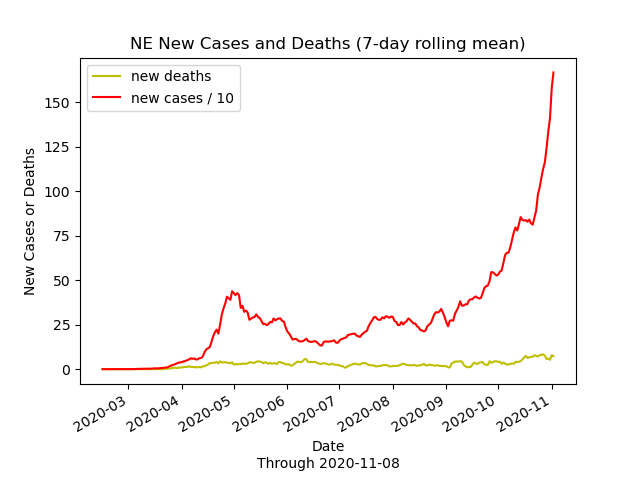 NE New Cases and Deaths (7-day rolling mean)
new deaths
new cases / 10
New Cases or Deaths
150
125
100
75
50
25
0
2020-03
2020-04
2020-05
2020-06
2020-07
2020-08
2020-09
2020-10
2020-11
Date
Through 2020-11-08